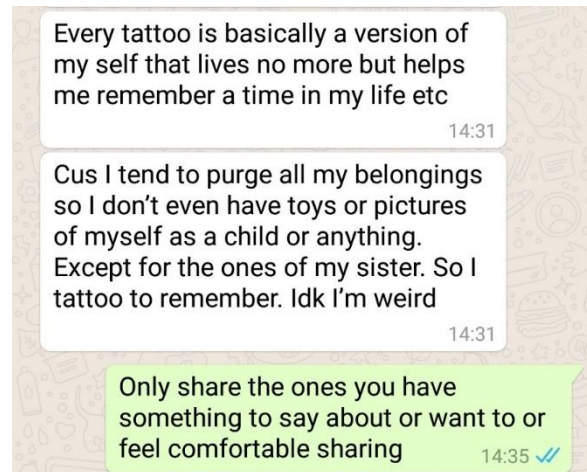 Every tattoo is basically a version of
my self that lives no more but helps
me remember a time in my life etc
14:31
Cus I tend to purge all my belongings
so I don’t even have toys or pictures
of myself as a child or anything.
Except for the ones of my sister. So I
tattoo to remember. Idk I’m weird
14:31
Only share the ones you have
something to say about or want to or
feel comfortable sharing 14:35